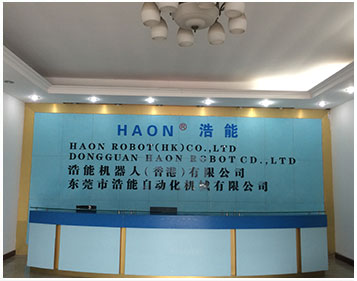 HAON® 浩能
HAON ROBOT(HK)CO.,LTD
DONGGUAN HAON ROBOT CD.,LTD
浩能机器人(香港)有限公司
东莞市浩能自动化机械有限公司